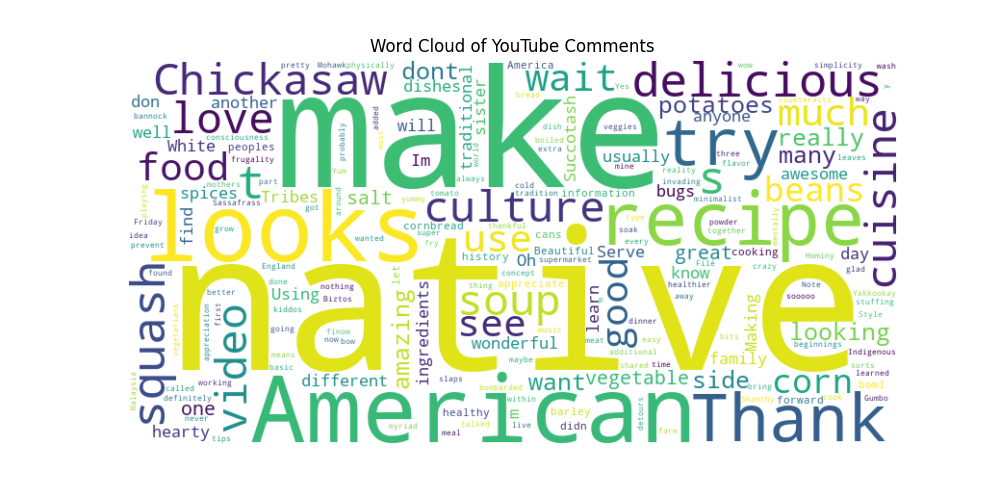 Word Cloud of YouTube Comments
pretty Mohawk physically America wow simplicity wash
Chickasaw dont wait delicious
dishes Yes y
don another make bread potatoes counteracts way
bannock love added traditional sister Succotash anyone much cuisine
well consciousness probably will dish veggies try really
White peoples must boiled usually three leaves
food frugality Im world extra mine flavor many
mothers part Yum always reality awesome
spices t Tribes salt yummy cold tradition information s bugs invading minimalist beans
playing Sassafrass around tomato type powder
Friday find got culture thankful soak together recipe mentally
idea grow looks wanted cornbread super use cans every
prevent fry history Oh Beautiful Serve great cooking day
England supermarket File crazy Hominy glad
found done let thing concept good know healthier Note Yakkookay
squash better nothing native appreciate away sooooo stuffing
Using Biztos soup learn Making Style
vegetarians first kiddos amazing ingredients see music dinner bits looking beginnings
appreciation video going finom wonderful meat easy Indigenous
now bow maybe additional family sorts
means shared time
Malaysia working basic different slaps bombarded want vegetable side bring corn learned
called American healthy within bowl
definitely one m barley detours Shanthy forward cook Gumbo
never myriad talked live didn farm Thank
hearty tips meal